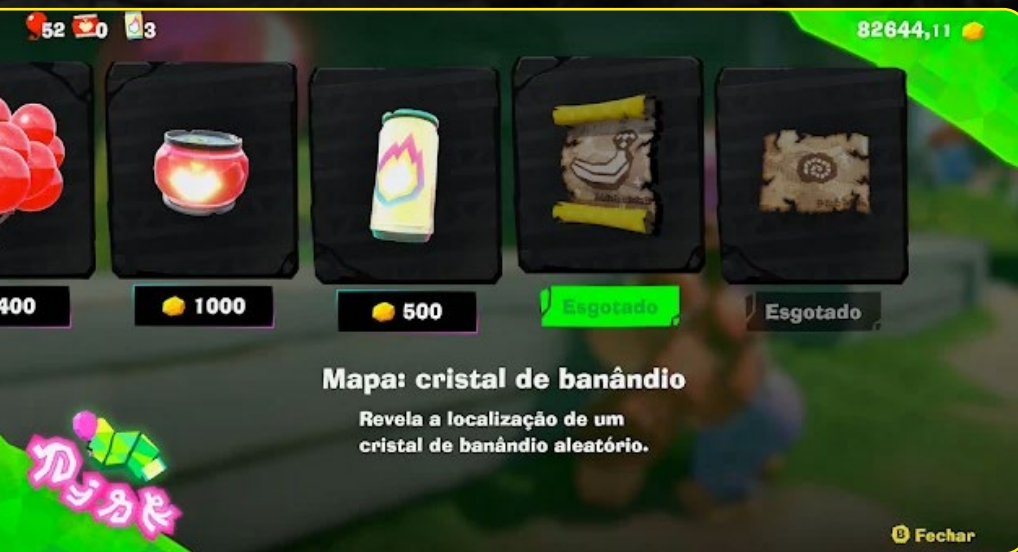 52 0 3
82644,11
400
1000
500
Esgotado
Esgotado
Mapa: cristal de banândio
Revela a localização de um
cristal de banândio aleatório.
B Fechar